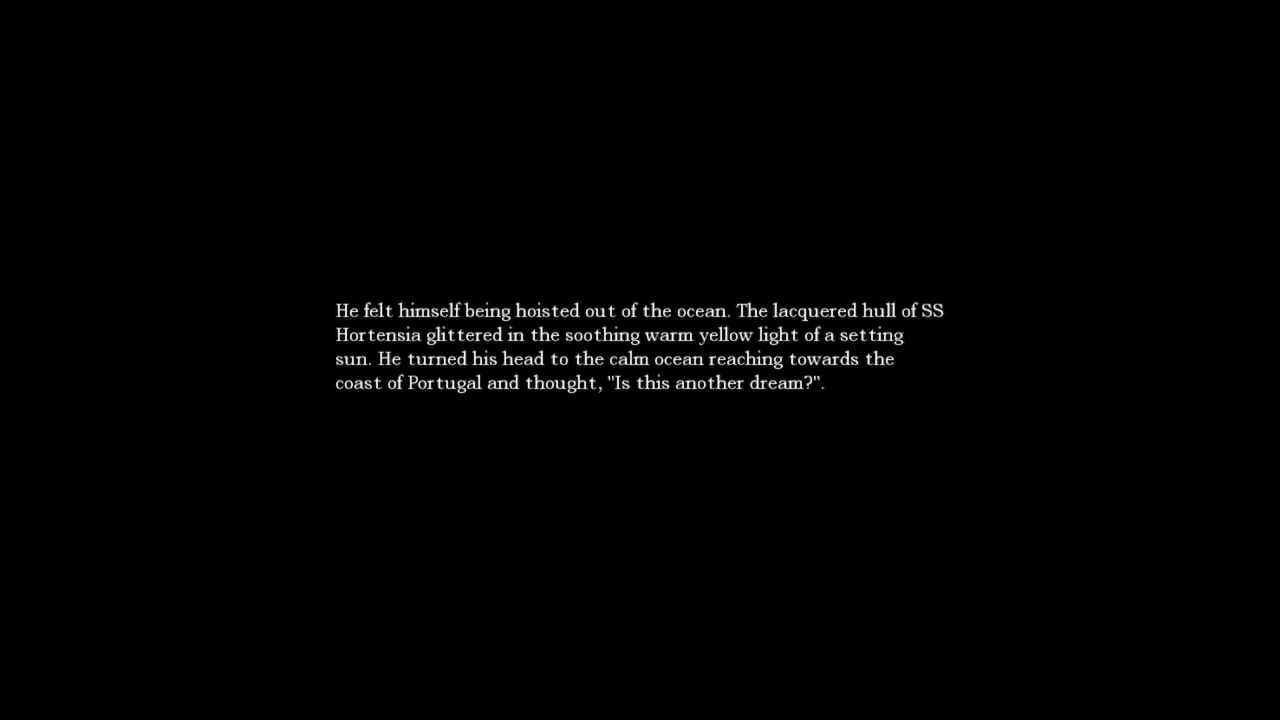 He felt himself being hoisted out of the ocean. The lacquered hull of SS
Hortensia glittered in the soothing warm yellow light of a setting
sun. He turned his head to the calm ocean reaching towards the
coast of Portugal and thought, "Is this another dream?".